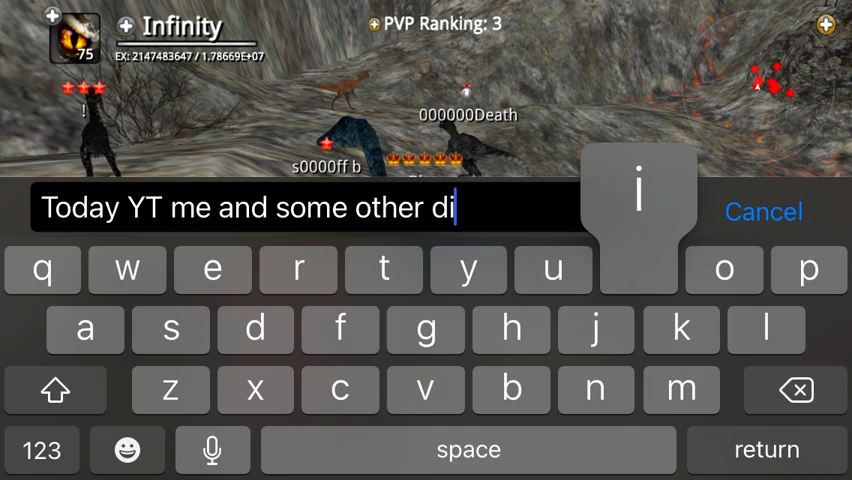 Infinity
75
EX: 2147483647 / 1.78669E+07
PVP Ranking: 3
!
000000Death
s0000ff b
Today YT me and some other di
i
Cancel
q w e r t y u o p
a s d f g h j k l
z x c v b n m
123 space return